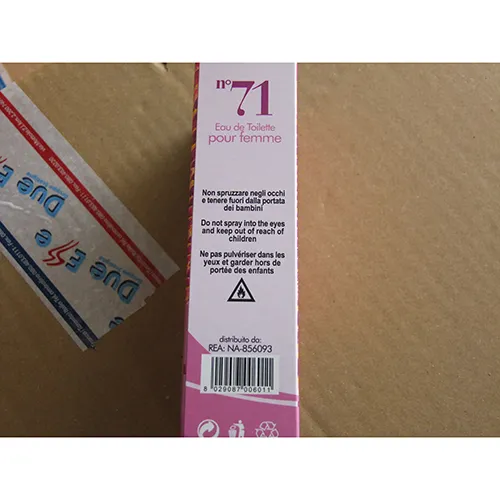 n° 71
Eau de Toilette
pour femme
Non spruzzare negli occhi
e tenere fuori dalla portata
dei bambini
Do not spray into the eyes
and keep out of reach of
children
Ne pas pulvériser dans les
yeux et garder hors de
portée des enfants
distribuito da:
REA: NA-856093
8 029087 006011
Due Esse
Due